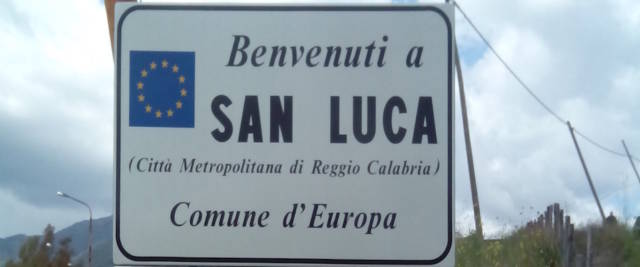 Benvenuti a
SAN LUCA
(Città Metropolitana di Reggio Calabria)
Comune d'Europa